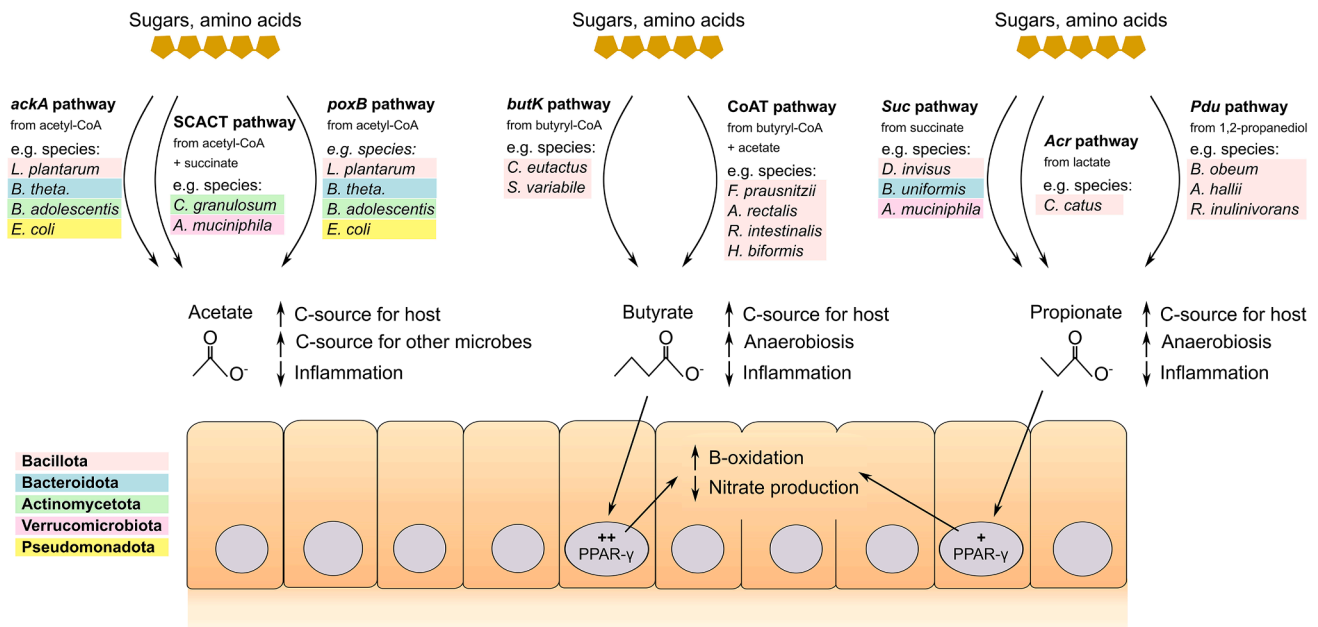 Sugars, amino acids
ackA pathway
from acetyl-CoA
e.g. species:
L. plantarum
B. theta.
B. adolescentis
E. coli
SCACT pathway
from acetyl-CoA
+ succinate
e.g. species:
C. granulosum
A. muciniphila
poxB pathway
from acetyl-CoA
e.g. species:
L. plantarum
B. theta.
B. adolescentis
E. coli
Acetate
O
O-
C-source for host
C-source for other microbes
Inflammation
Sugars, amino acids
butK pathway
from butyryl-CoA
e.g. species:
C. eutactus
S. variabile
CoAT pathway
from butyryl-CoA
+ acetate
e.g. species:
F. prausnitzii
A. rectalis
R. intestinalis
H. biformis
Butyrate
O
O-
C-source for host
Anaerobiosis
Inflammation
Sugars, amino acids
Suc pathway
from succinate
e.g. species:
D. invisus
B. uniformis
A. muciniphila
Acr pathway
from lactate
e.g. species:
C. catus
Pdu pathway
from 1,2-propanediol
e.g. species:
B. obeum
A. hallii
R. inulinivorans
Propionate
O
O-
C-source for host
Anaerobiosis
Inflammation
B-oxidation
Nitrate production
++
PPAR-γ
+
PPAR-γ
Bacillota
Bacteroidota
Actinomycetota
Verrucomicrobiota
Pseudomonadota